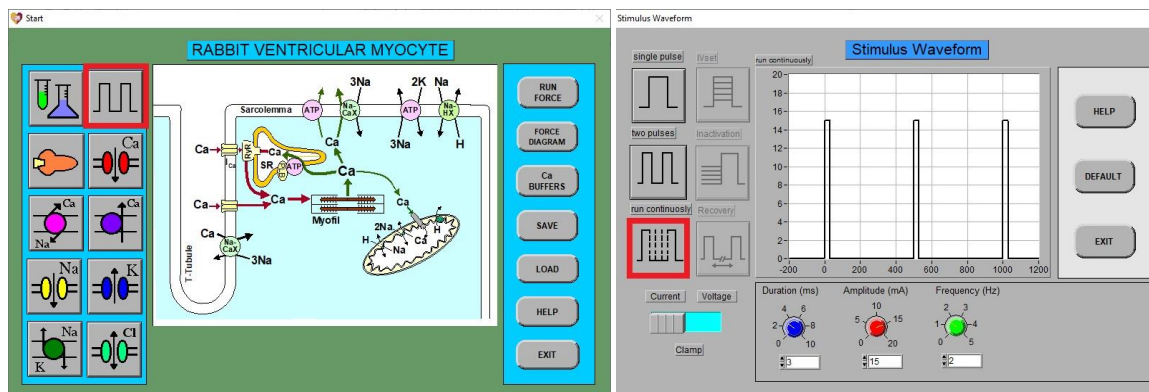 Start
RABBIT VENTRICULAR MYOCYTE
Ca
Ca
Na
Ca
Na
K
Na
K
Cl
Sarcolemma
ATP
3Na
Na-
CaX
2K
ATP
3Na
Na
Na-
HX
H
Ca
Ca
I Ca
RyR
Ca
SR
ATP
Ca
Ca
Ca
Myofil
Ca
Ca
Na-
CaX
3Na
T-Tubule
2Na
H
Na
Ca
H
RUN
FORCE
FORCE
DIAGRAM
Ca
BUFFERS
SAVE
LOAD
HELP
EXIT
Stimulus Waveform
Stimulus Waveform
single pulse
IVset
two pulses
Inactivation
run continuosly
Recovery
Current
Voltage
Clamp
run continuously
20
18
16
14
12
10
8
6
4
2
0
-200 0 200 400 600 800 1000 1200
Duration (ms)
0 2 4 6 8 10
3
Amplitude (mA)
0 5 10 15 20
15
Frequency (Hz)
0 1 2 3 4 5
2
HELP
DEFAULT
EXIT